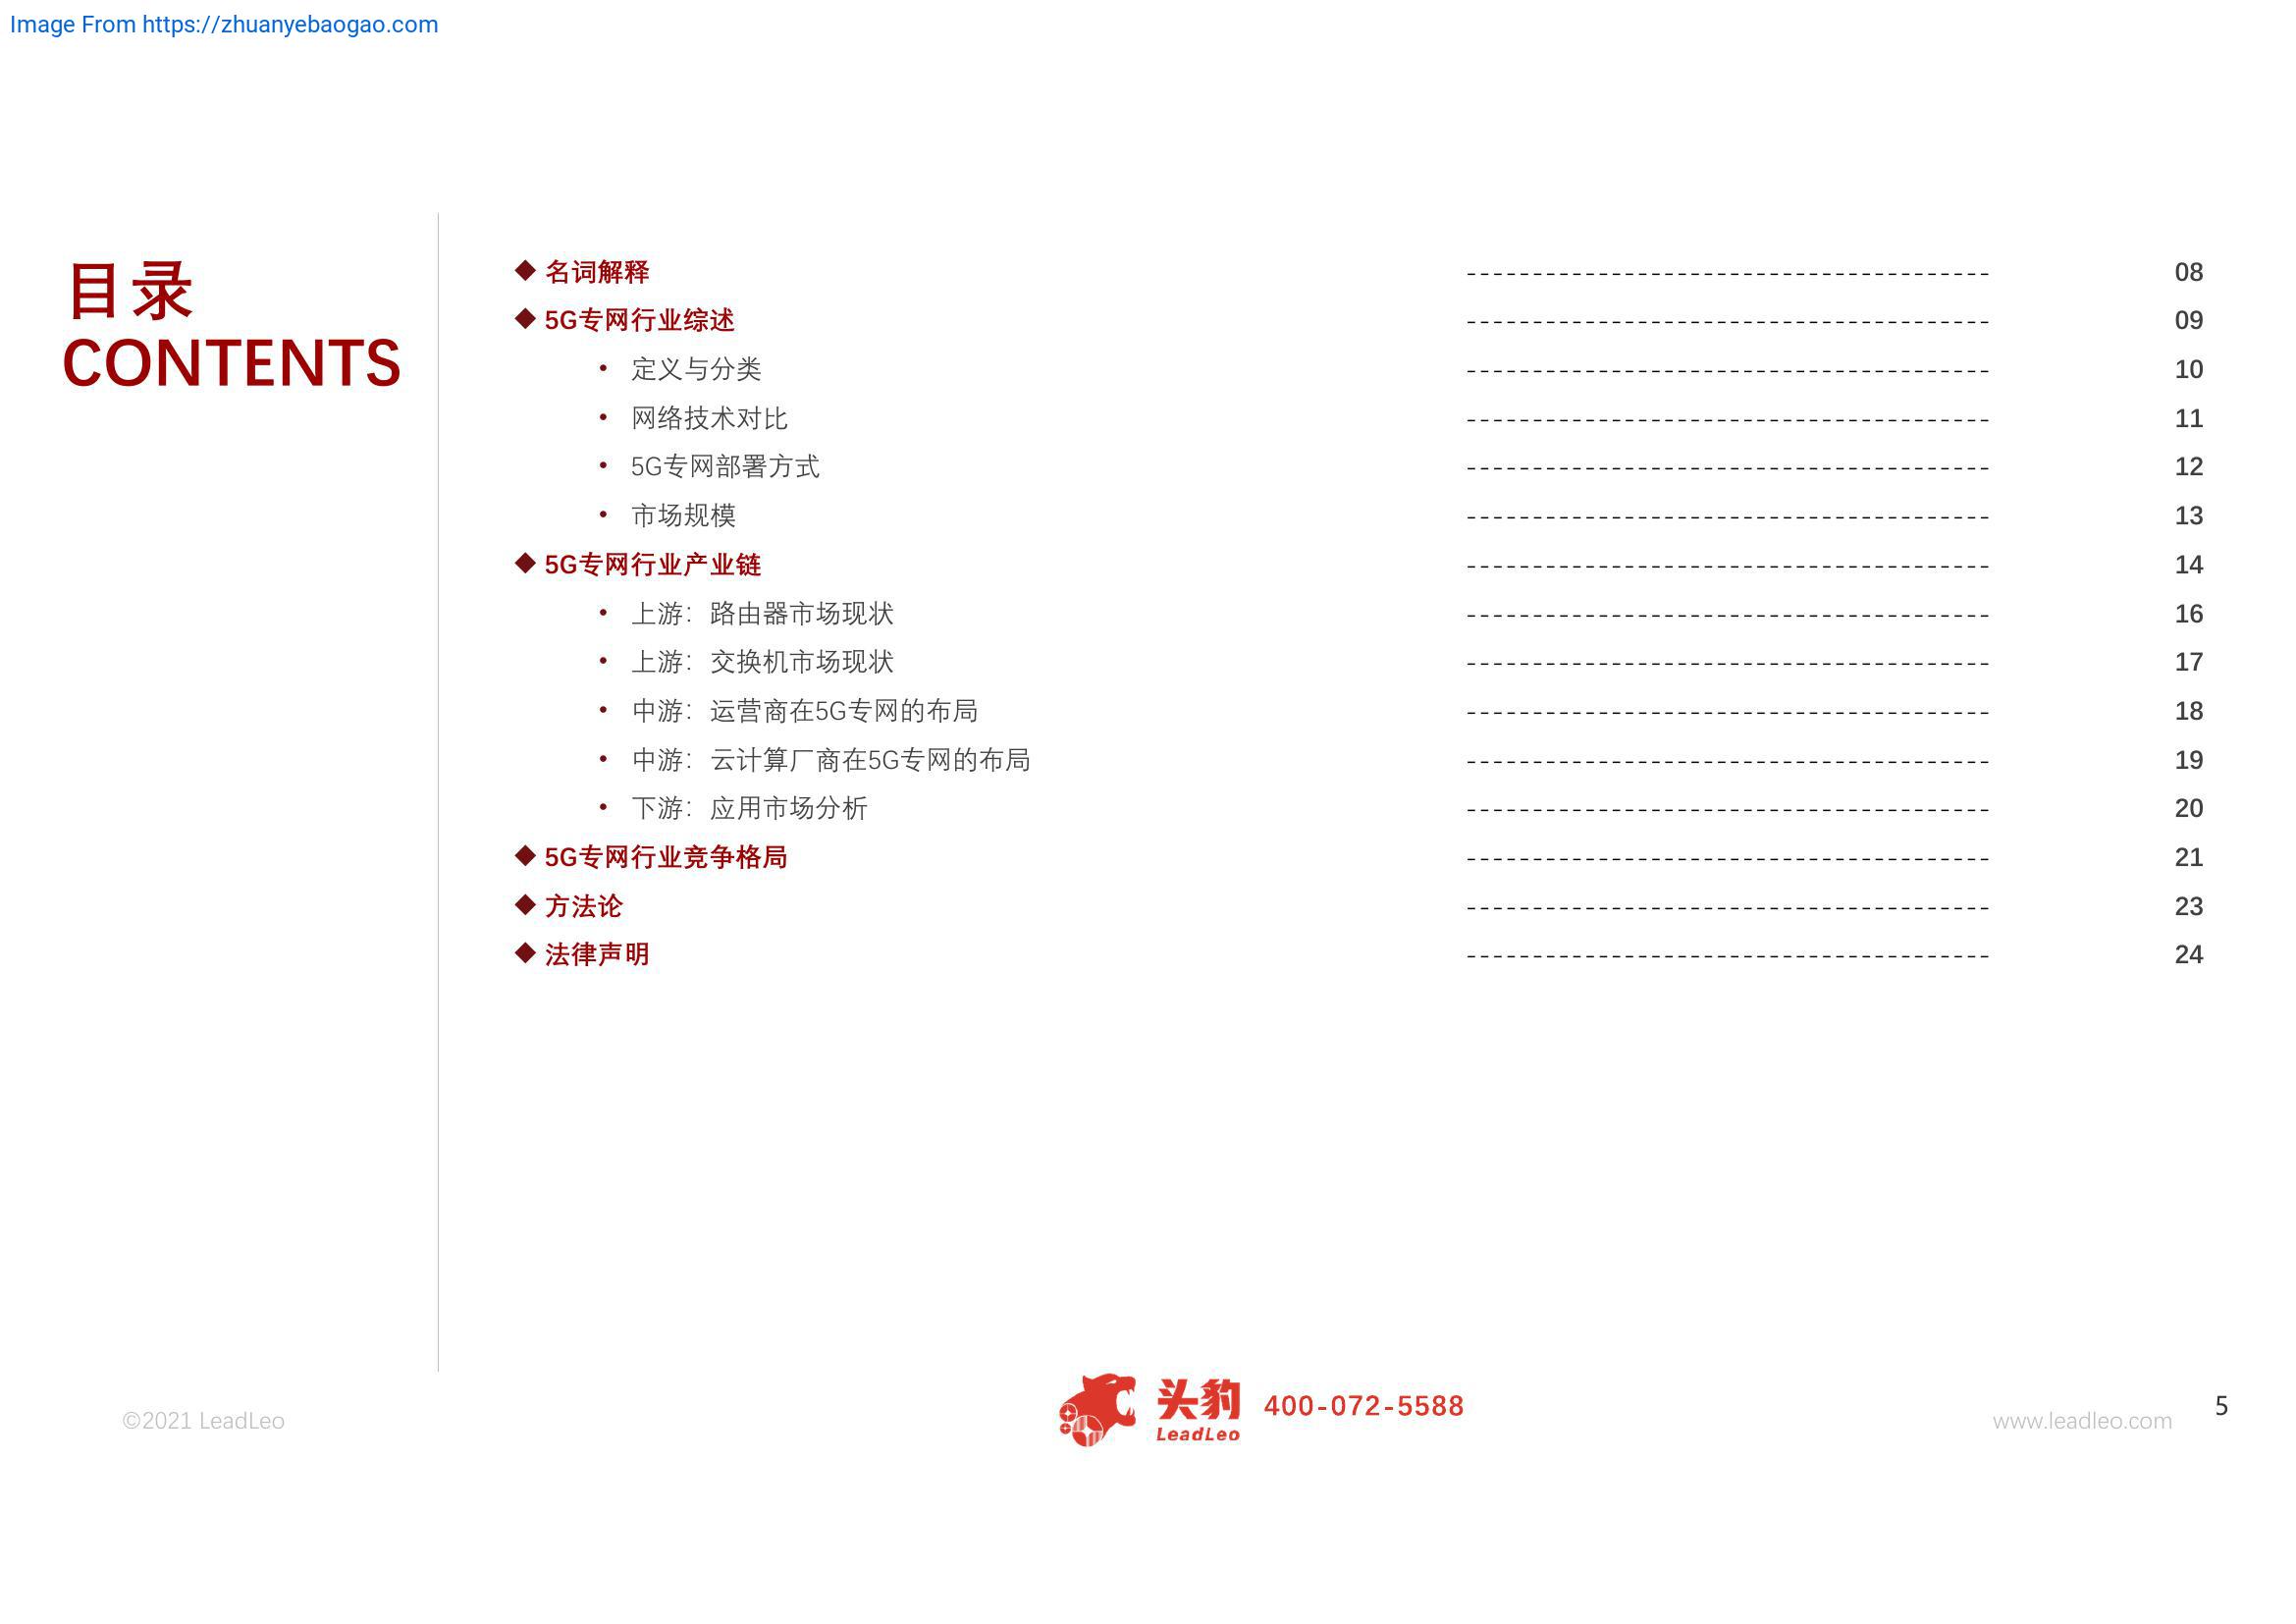 Image From https://zhuanyebaogao.com
目录
CONTENTS
◆ 名词解释 ---------------------------------------- 08
◆ 5G专网行业综述 ---------------------------------------- 09
• 定义与分类 ---------------------------------------- 10
• 网络技术对比 ---------------------------------------- 11
• 5G专网部署方式 ---------------------------------------- 12
• 市场规模 ---------------------------------------- 13
◆ 5G专网行业产业链 ---------------------------------------- 14
• 上游：路由器市场现状 ---------------------------------------- 16
• 上游：交换机市场现状 ---------------------------------------- 17
• 中游：运营商在5G专网的布局 ---------------------------------------- 18
• 中游：云计算厂商在5G专网的布局 ---------------------------------------- 19
• 下游：应用市场分析 ---------------------------------------- 20
◆ 5G专网行业竞争格局 ---------------------------------------- 21
◆ 方法论 ---------------------------------------- 23
◆ 法律声明 ---------------------------------------- 24
©2021 LeadLeo
头豹
LeadLeo
400-072-5588
www.leadleo.com
5